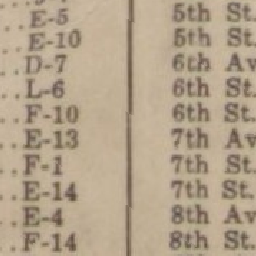 ..E-5
..E-10
..D-7
..L-6
..F-10
..E-13
..F-1
..E-14
..E-4
..F-14
5th St.
5th St.
6th Av
6th St.
6th St.
7th Av
7th St.
7th St.
8th Av
8th St.